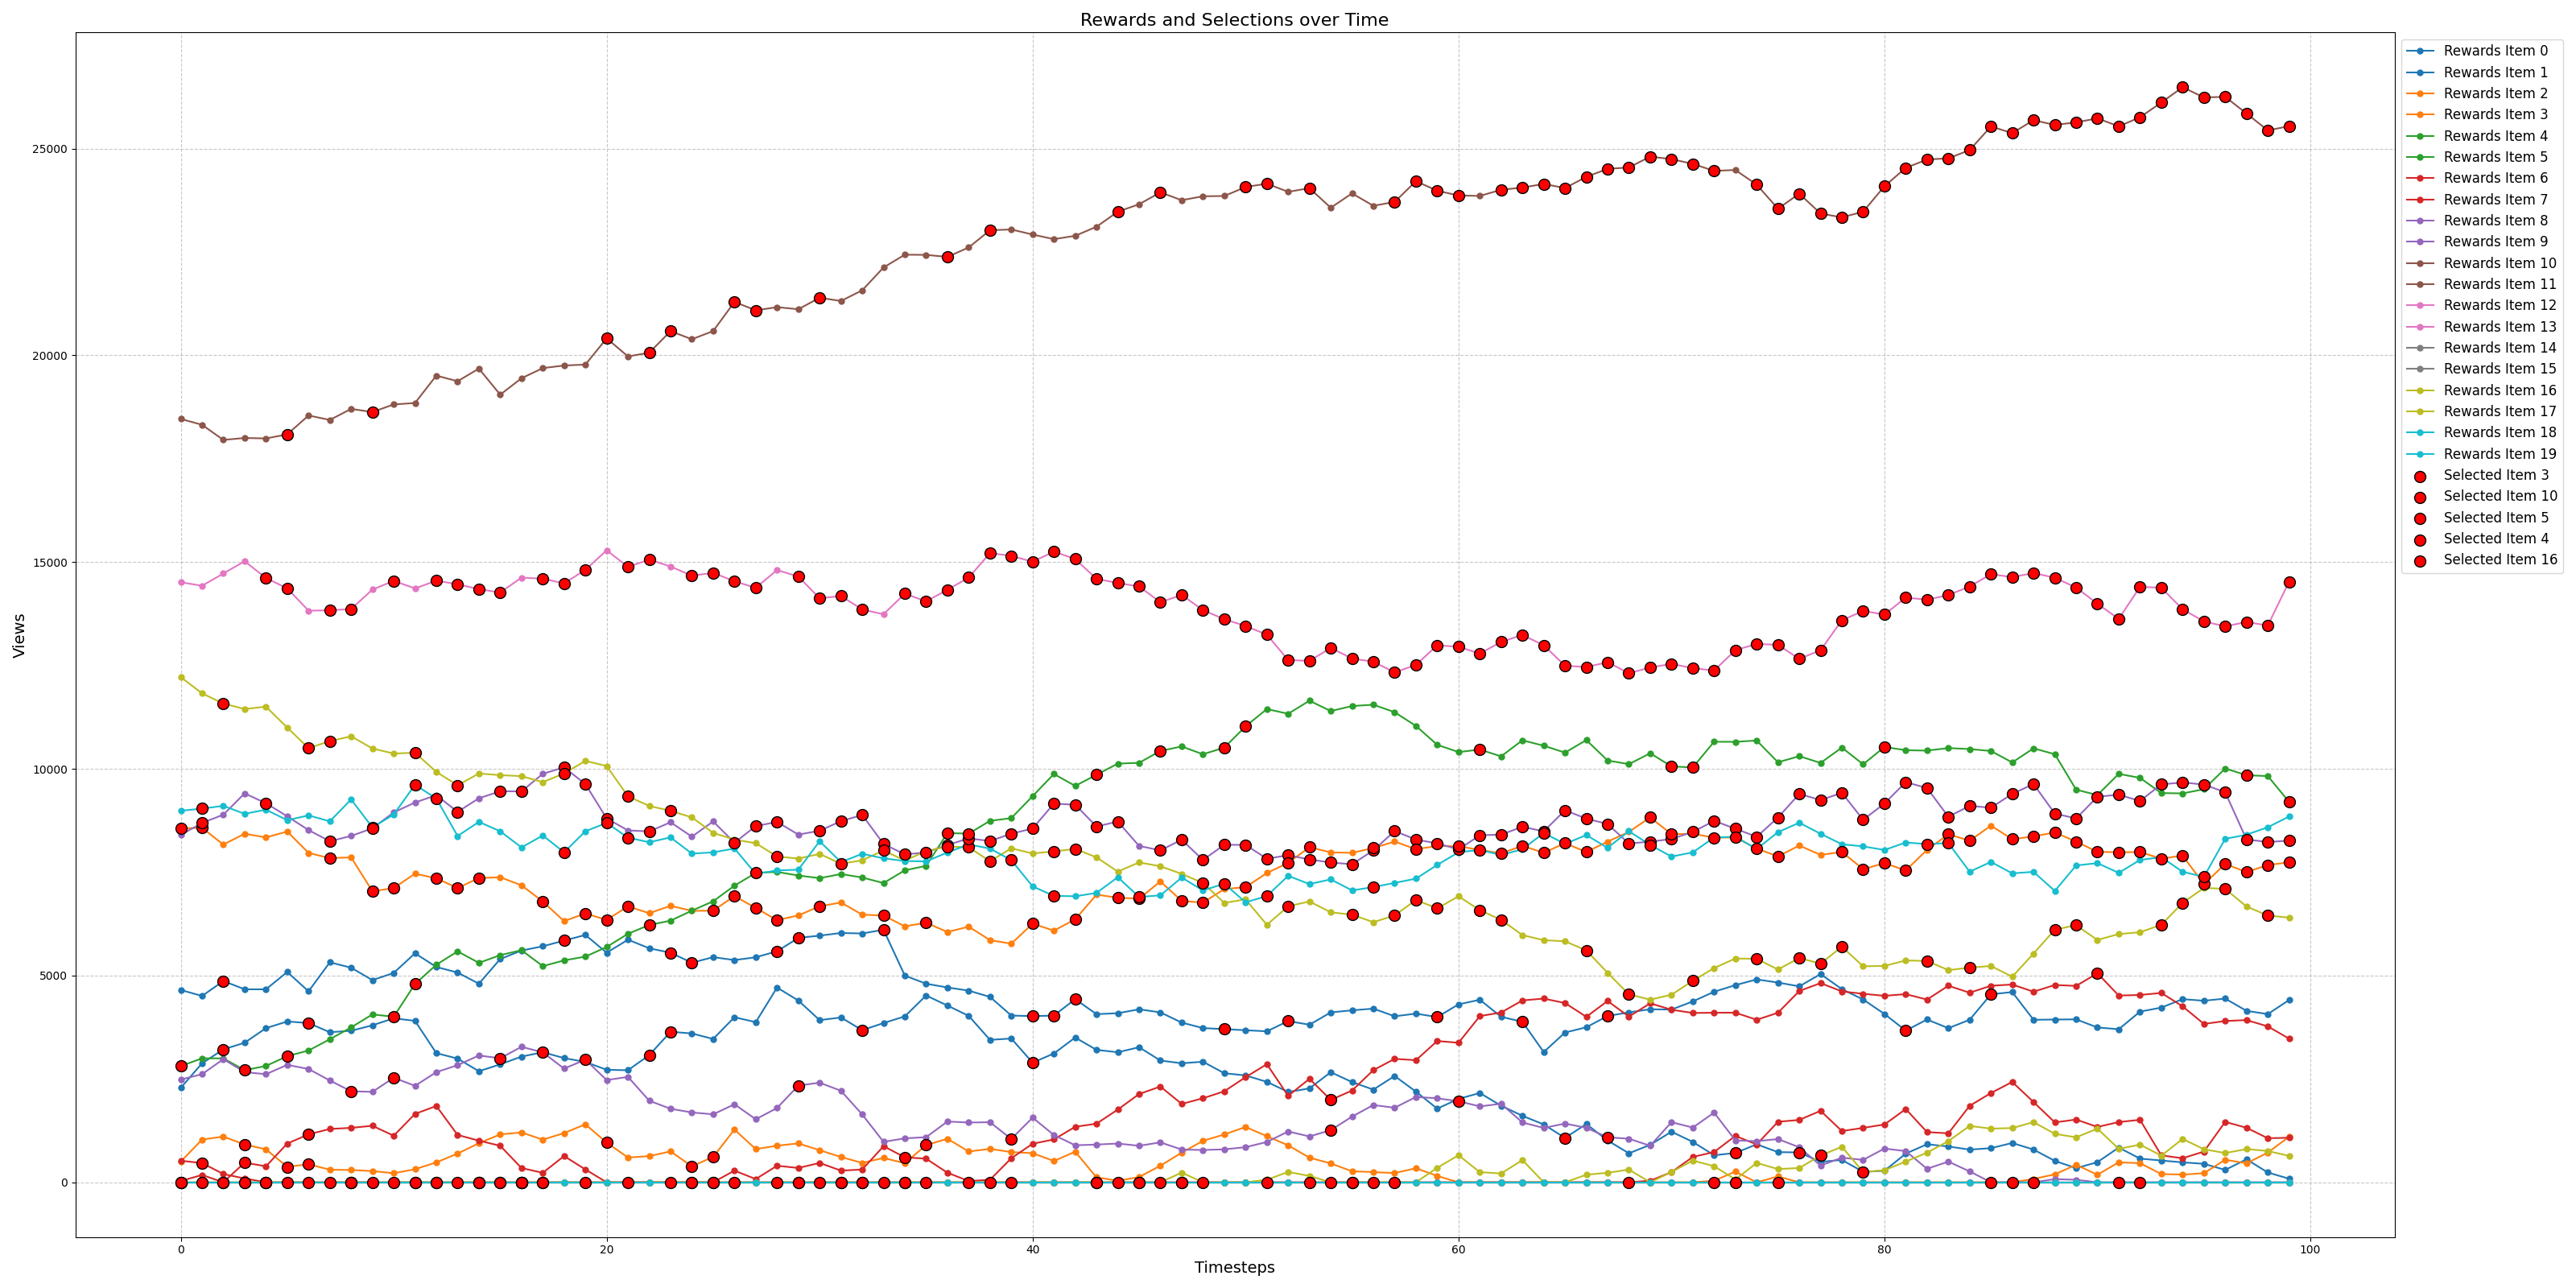 Rewards and Selections over Time
Views
25000
20000
15000
10000
5000
0
0 20 40 60 80 100
Timesteps
Rewards Item 0
Rewards Item 1
Rewards Item 2
Rewards Item 3
Rewards Item 4
Rewards Item 5
Rewards Item 6
Rewards Item 7
Rewards Item 8
Rewards Item 9
Rewards Item 10
Rewards Item 11
Rewards Item 12
Rewards Item 13
Rewards Item 14
Rewards Item 15
Rewards Item 16
Rewards Item 17
Rewards Item 18
Rewards Item 19
Selected Item 3
Selected Item 10
Selected Item 5
Selected Item 4
Selected Item 16